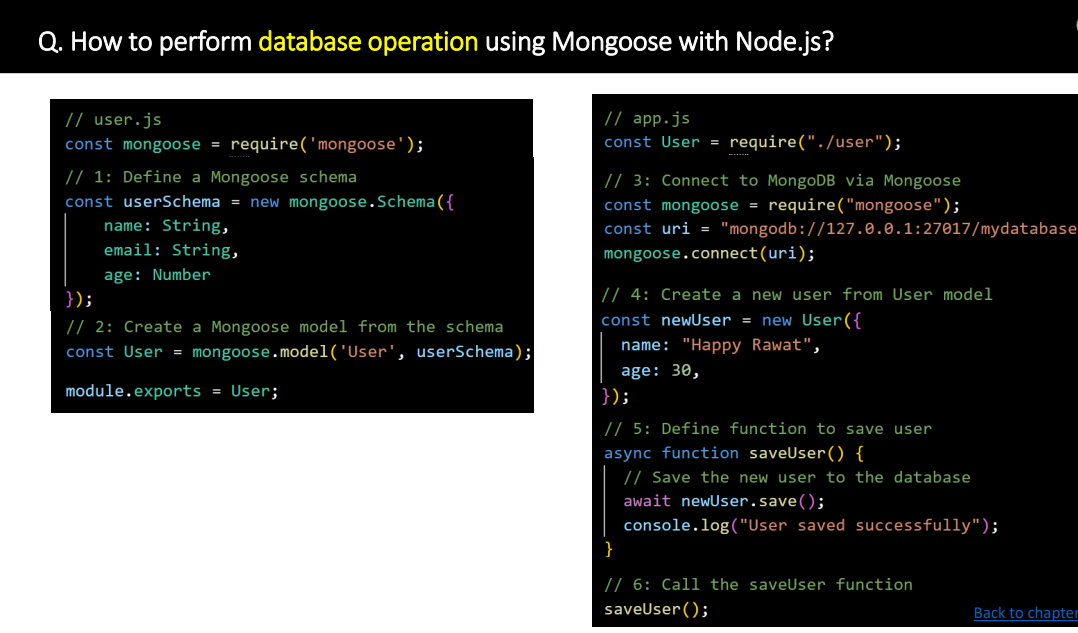 Q. How to perform database operation using Mongoose with Node.js?
// user.js
const mongoose = require('mongoose');
// 1: Define a Mongoose schema
const userSchema = new mongoose.Schema({
name: String,
email: String,
age: Number
});
// 2: Create a Mongoose model from the schema
const User = mongoose.model('User', userSchema);
module.exports = User;
// app.js
const User = require("./user");
// 3: Connect to MongoDB via Mongoose
const mongoose = require("mongoose");
const uri = "mongodb://127.0.0.1:27017/mydatabase
mongoose.connect(uri);
// 4: Create a new user from User model
const newUser = new User({
name: "Happy Rawat",
age: 30,
});
// 5: Define function to save user
async function saveUser() {
// Save the new user to the database
await newUser.save();
console.log("User saved successfully");
}
// 6: Call the saveUser function
saveUser();
Back to chapter